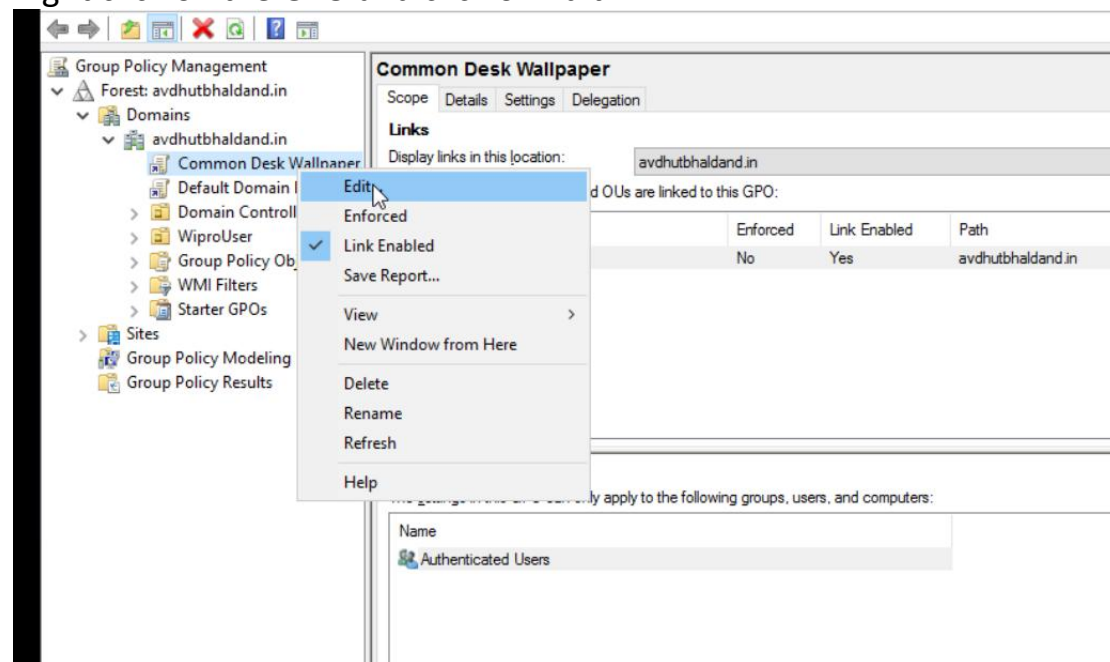 Group Policy Management
Forest: avdhutbhaldand.in
Domains
avdhutbhaldand.in
Common Desk Wallpaper
Default Domain
Domain Controll
WiproUser
Group Policy Ob
WMI Filters
Starter GPOs
Sites
Group Policy Modeling
Group Policy Results
Edit...
Enforced
Link Enabled
Save Report...
View
New Window from Here
Delete
Rename
Refresh
Help
Common Desk Wallpaper
Scope Details Settings Delegation
Links
Display links in this location: avdhutbhaldand.in
d OUs are linked to this GPO:
Enforced Link Enabled Path
No Yes avdhutbhaldand.in
only apply to the following groups, users, and computers:
Name
Authenticated Users